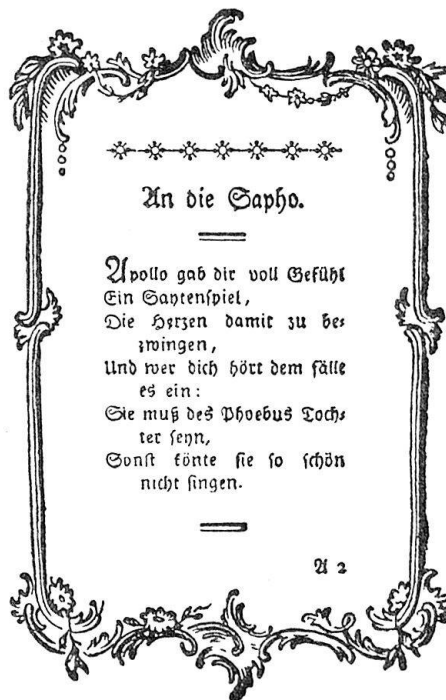 An die Sapho.
Apollo gab dir voll Gefühl
Ein Saytenspiel,
Die Herzen damit zu be-
zwingen,
Und wer dich hört dem fälle
es ein:
Sie muß des Phoebus Toch-
ter seyn,
Sonst könte sie so schön
nicht singen.
A 2